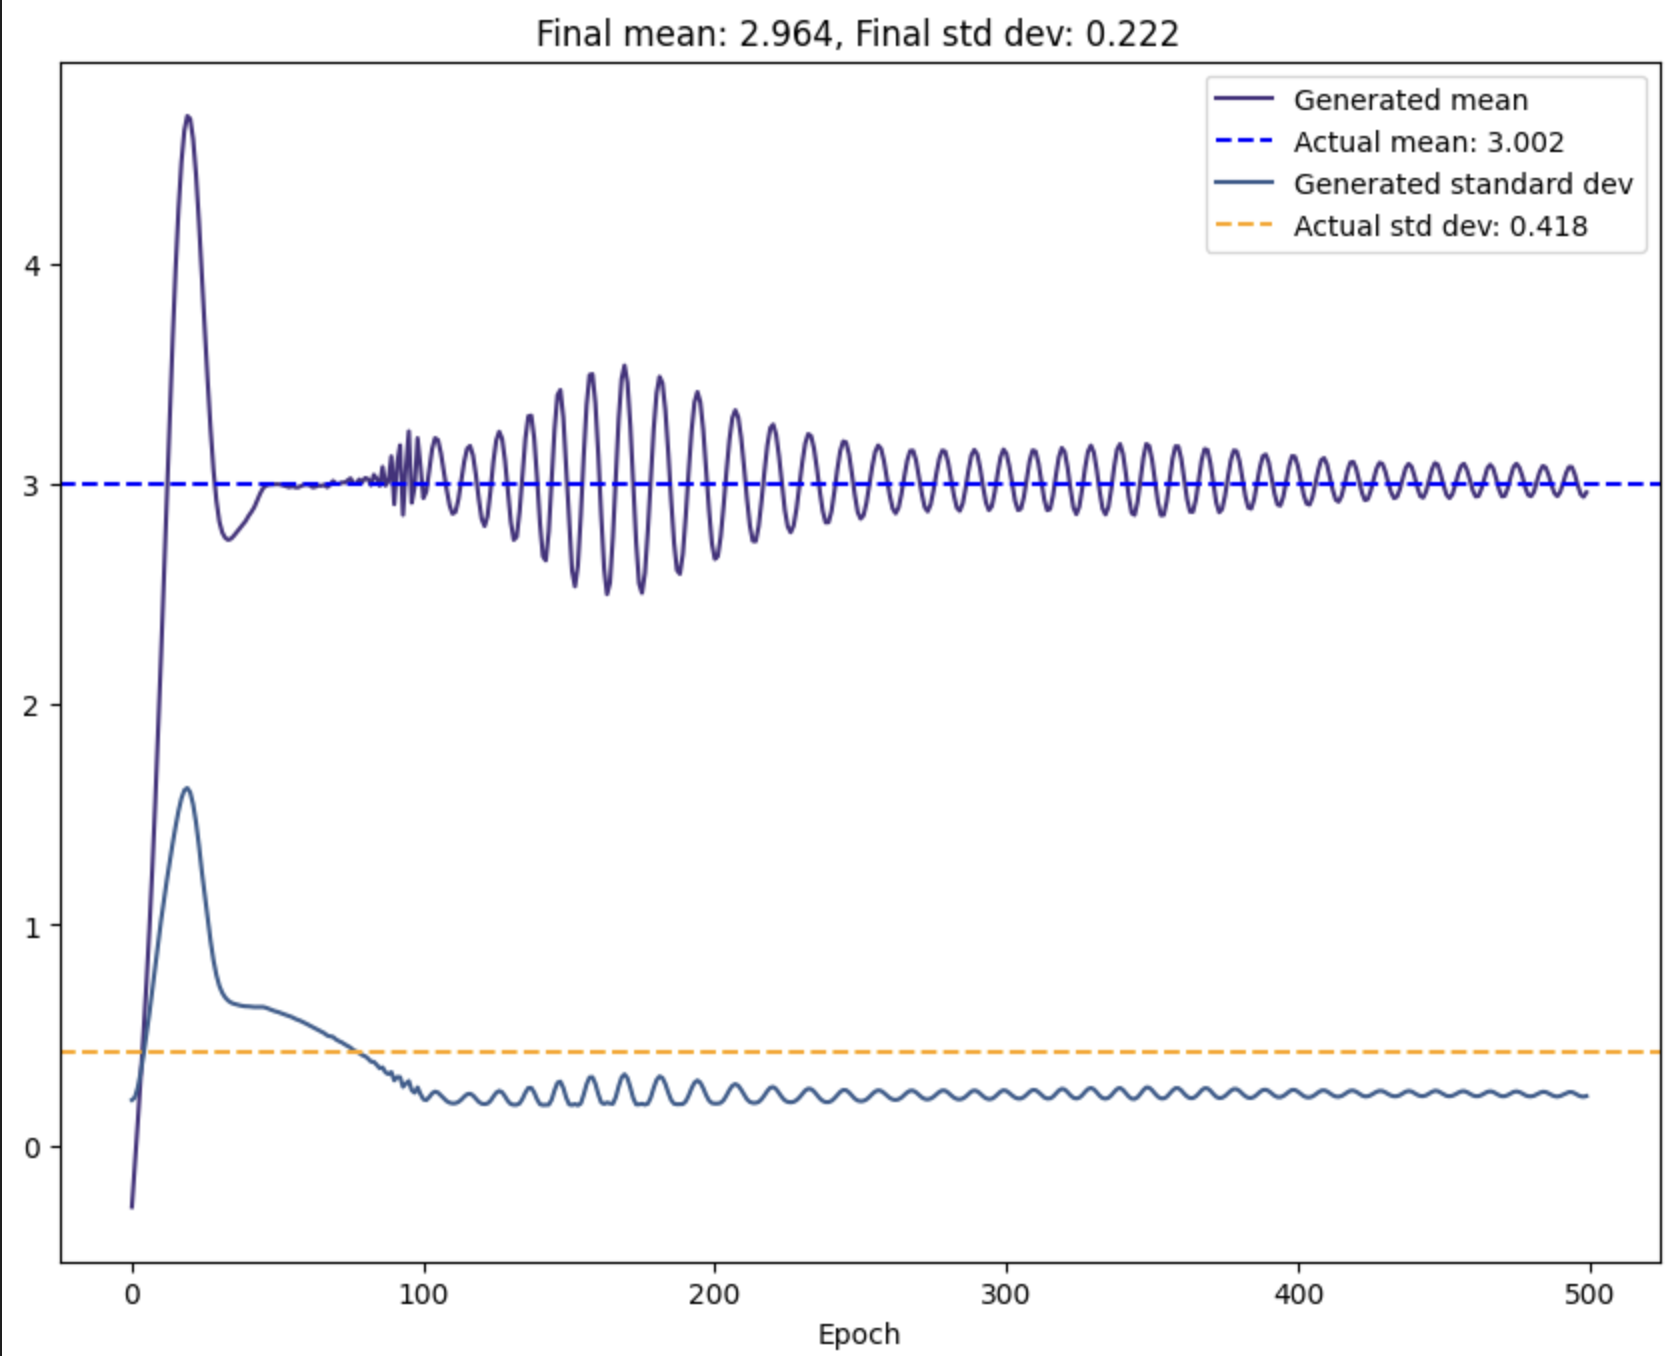 Final mean: 2.964, Final std dev: 0.222
Generated mean
Actual mean: 3.002
Generated standard dev
Actual std dev: 0.418
4
3
2
1
0
0 100 200 300 400 500
Epoch